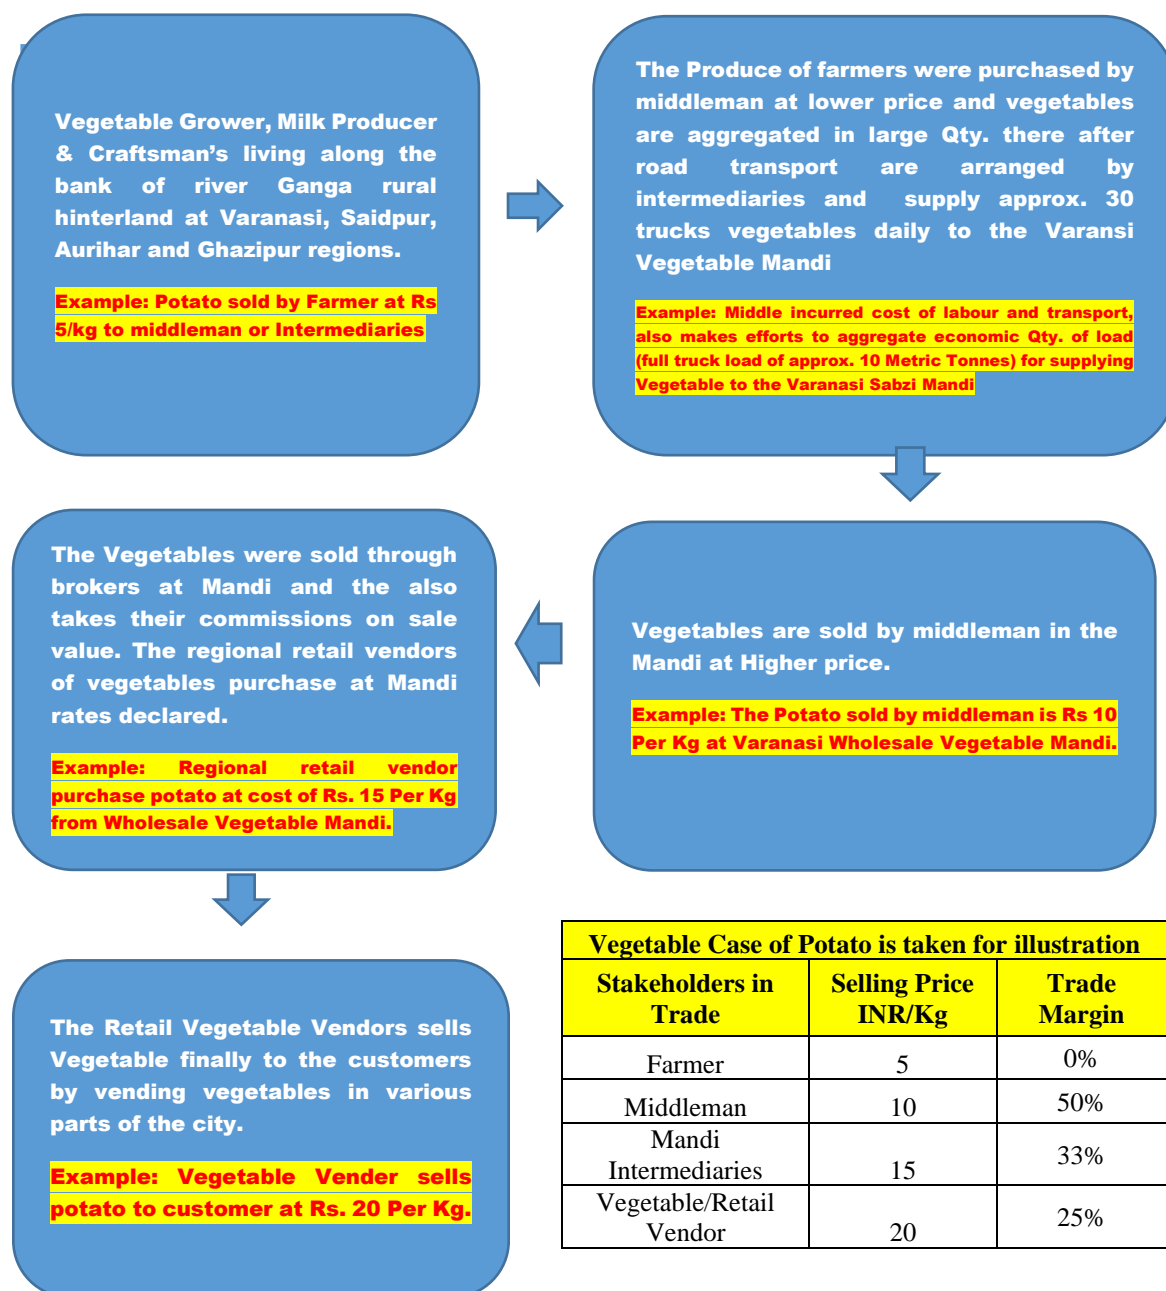 Vegetable Grower, Milk Producer
& Craftsman's living along the
bank of river Ganga rural
hinterland at Varanasi, Saidpur,
Aurihar and Ghazipur regions.
Example: Potato sold by Farmer at Rs
5/kg to middleman or Intermediaries
The Produce of farmers were purchased by
middleman at lower price and vegetables
are aggregated in large Qty. there after
road transport are arranged by
intermediaries and supply approx. 30
trucks vegetables daily to the Varansi
Vegetable Mandi
Example: Middle incurred cost of labour and transport,
also makes efforts to aggregate economic Qty. of load
(full truck load of approx. 10 Metric Tonnes) for supplying
Vegetable to the Varanasi Sabzi Mandi
Vegetables are sold by middleman in the
Mandi at Higher price.
Example: The Potato sold by middleman is Rs 10
Per Kg at Varanasi Wholesale Vegetable Mandi.
The Vegetables were sold through
brokers at Mandi and the also
takes their commissions on sale
value. The regional retail vendors
of vegetables purchase at Mandi
rates declared.
Example: Regional retail vendor
purchase potato at cost of Rs. 15 Per Kg
from Wholesale Vegetable Mandi.
The Retail Vegetable Vendors sells
Vegetable finally to the customers
by vending vegetables in various
parts of the city.
Example: Vegetable Vender sells
potato to customer at Rs. 20 Per Kg.
Vegetable Case of Potato is taken for illustration
Stakeholders in Trade Selling Price INR/Kg Trade Margin
Farmer 5 0%
Middleman 10 50%
Mandi Intermediaries 15 33%
Vegetable/Retail Vendor 20 25%